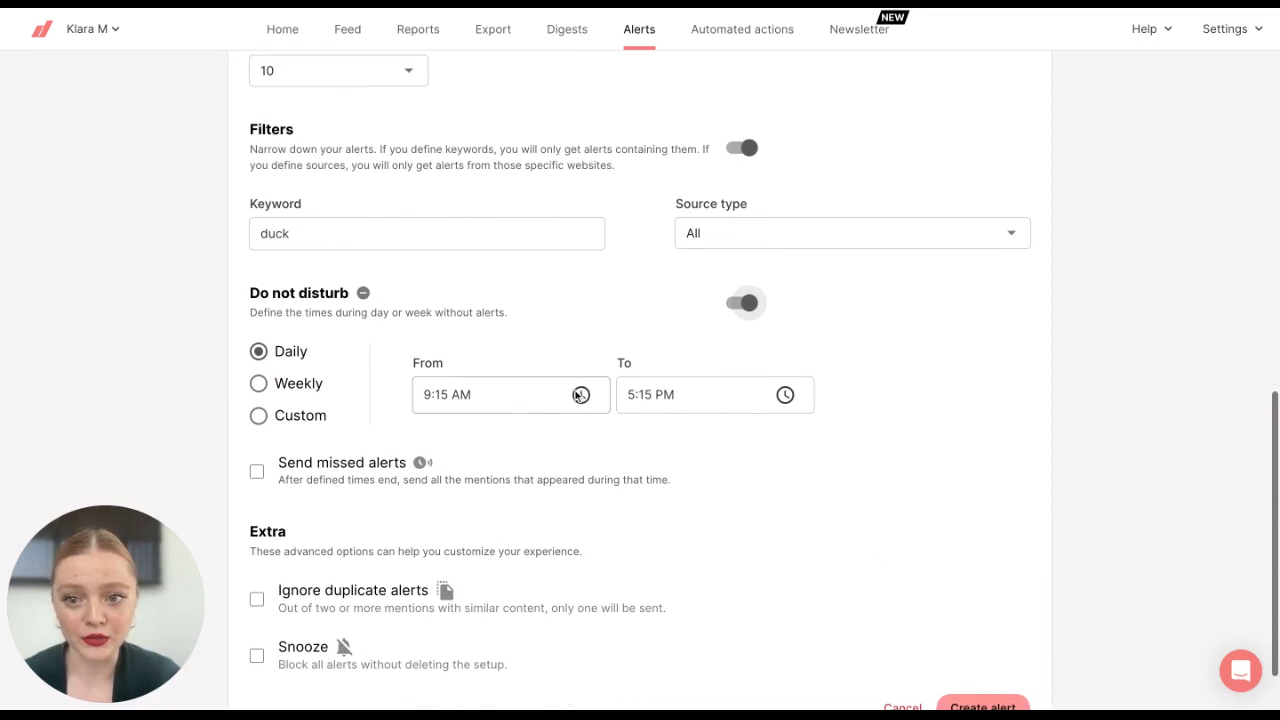 NEW
Klara M
Home
Feed
Reports
Export
Digests
Alerts
Automated actions
Newsletter
Help
Settings
10
Filters
Narrow down your alerts. If you define keywords, you will only get alerts containing them. If
you define sources, you will only get alerts from those specific websites.
Keyword
Source type
duck
All
Do not disturb
Define the times during day or week without alerts.
Daily
Weekly
Custom
From
To
9:15 AM
5:15 PM
Send missed alerts
After defined times end, send all the mentions that appeared during that time.
Extra
These advanced options can help you customize your experience.
Ignore duplicate alerts
Out of two or more mentions with similar content, only one will be sent.
Snooze
Block all alerts without deleting the setup.
Cancel
Create alert